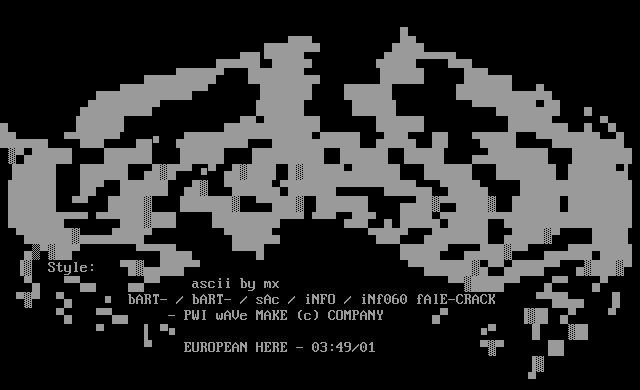 Style:
ascii by mx
bART- / bART- / sAc / iNFO / iNf060 fAlE-CRACK
- PWI wAVe MAKE (c) COMPANY
EUROPEAN HERE - 03:49/01